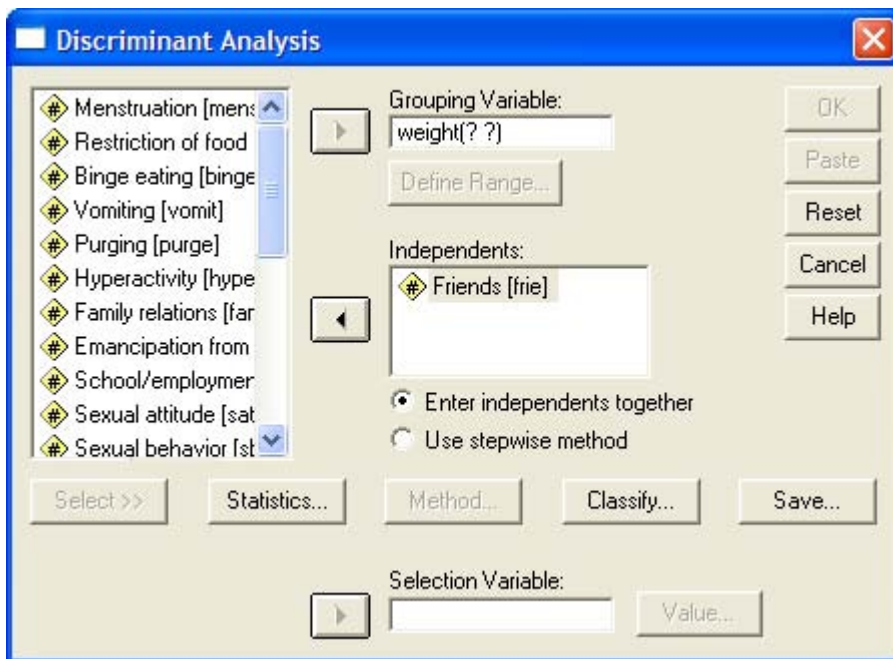 Discriminant Analysis
Menstruation [mens
Restriction of food
Binge eating [binge
Vomiting [vomit]
Purging [purge]
Hyperactivity [hype
Family relations [far
Emancipation from
School/employmer
Sexual attitude [sat
Sexual behavior [st
Grouping Variable:
weight(? ?)
Define Range...
Independents:
Friends [frie]
Enter independents together
Use stepwise method
OK
Paste
Reset
Cancel
Help
Select >>
Statistics...
Method...
Classify...
Save...
Selection Variable:
Value...